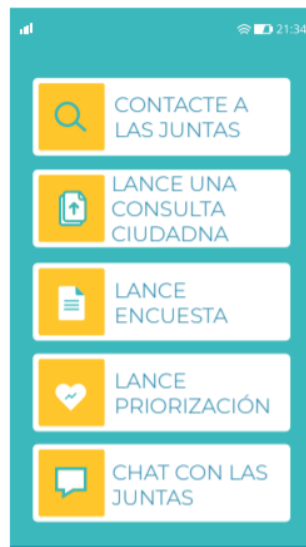 21:34
CONTACTE A
LAS JUNTAS
LANCE UNA
CONSULTA
CIUDADNA
LANCE
ENCUESTA
LANCE
PRIORIZACIÓN
CHAT CON LAS
JUNTAS